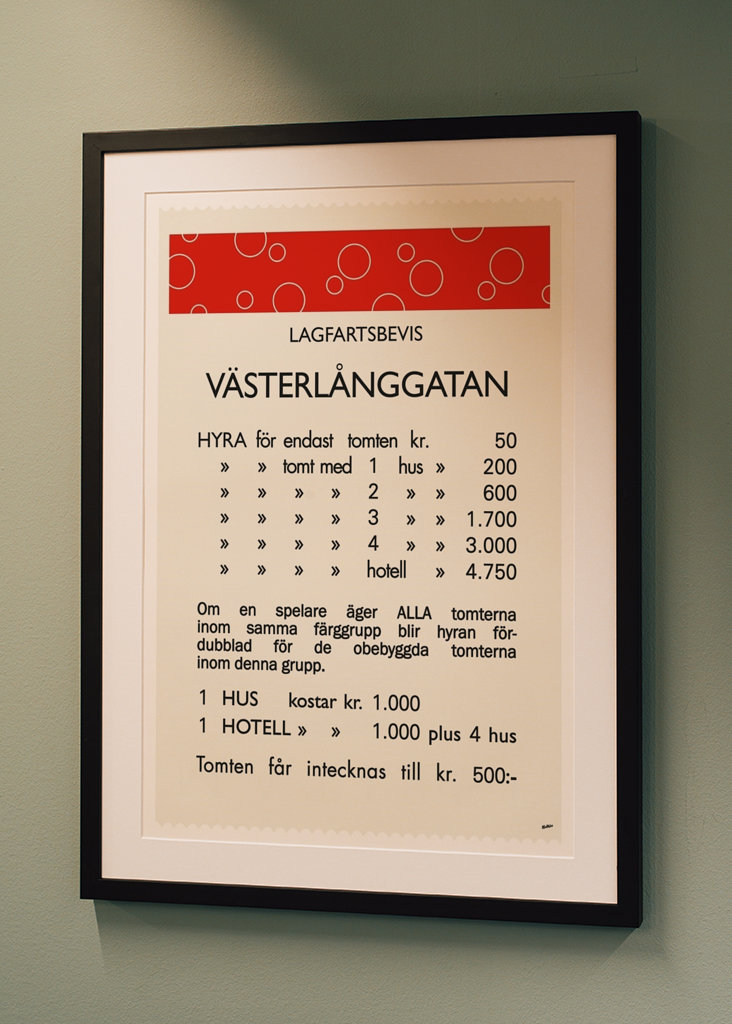 LAGFARTSBEVIS
VÄSTERLÅNGGATAN
HYRA för endast tomten kr. 50
» » tomt med 1 hus » 200
» » » » 2 » » 600
» » » » 3 » » 1.700
» » » » 4 » » 3.000
» » » » hotell » 4.750
Om en spelare äger ALLA tomterna
inom samma färggrupp blir hyran för-
dubblad för de obebyggda tomterna
inom denna grupp.
1 HUS kostar kr. 1.000
1 HOTELL » » 1.000 plus 4 hus
Tomten får intecknas till kr. 500:-